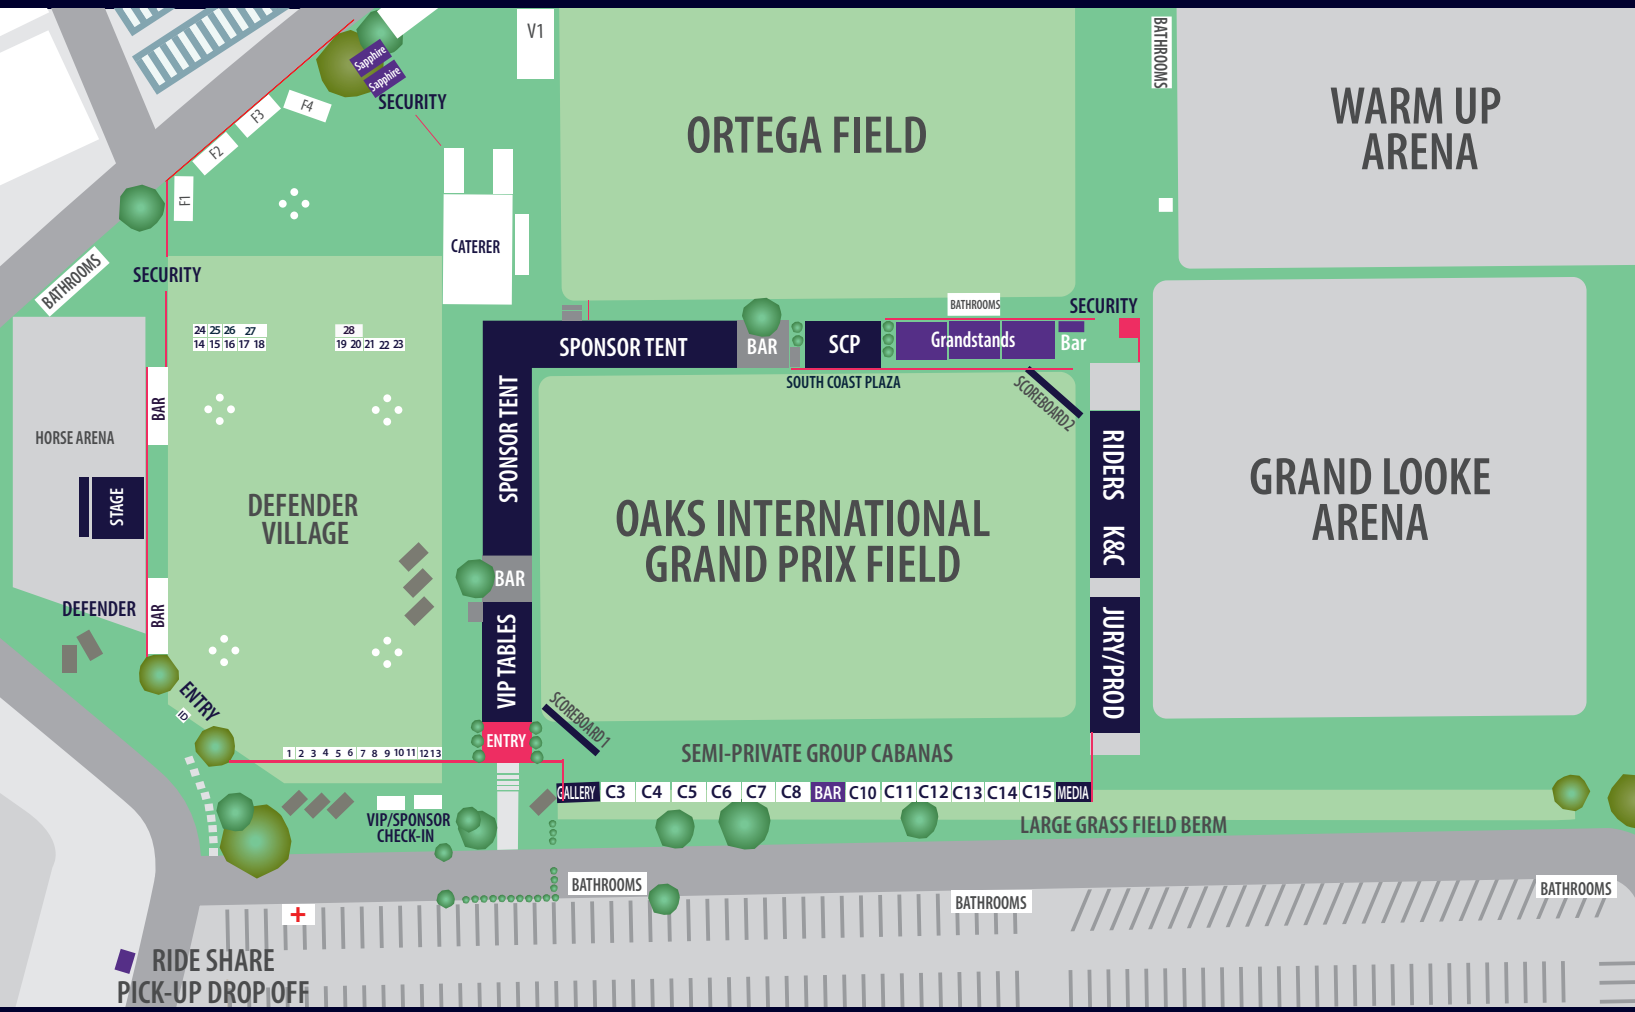 V1
BATHROOMS
Sapphire
Sapphire
SECURITY
F4
F3
F2
F1
ORTEGA FIELD
WARM UP
ARENA
CATERER
BATHROOMS
SECURITY
BATHROOMS
SECURITY
24 25 26 27
14 15 16 17 18
28
19 20 21 22 23
SPONSOR TENT
BAR
SCP
Grandstands
Bar
SOUTH COAST PLAZA
SCOREBOARD2
SPONSOR TENT
BAR
HORSE ARENA
STAGE
DEFENDER
VILLAGE
OAKS INTERNATIONAL
GRAND PRIX FIELD
RIDERS K&C
GRAND LOOKE
ARENA
BAR
DEFENDER
BAR
VIP TABLES
JURY/PROD
ENTRY
ID
SCOREBOARD1
ENTRY
1 2 3 4 5 6 7 8 9 10 11 12 13
SEMI-PRIVATE GROUP CABANAS
GALLERY C3 C4 C5 C6 C7 C8 BAR C10 C11 C12 C13 C14 C15 MEDIA
VIP/SPONSOR
CHECK-IN
LARGE GRASS FIELD BERM
BATHROOMS
BATHROOMS
BATHROOMS
RIDE SHARE
PICK-UP DROP OFF